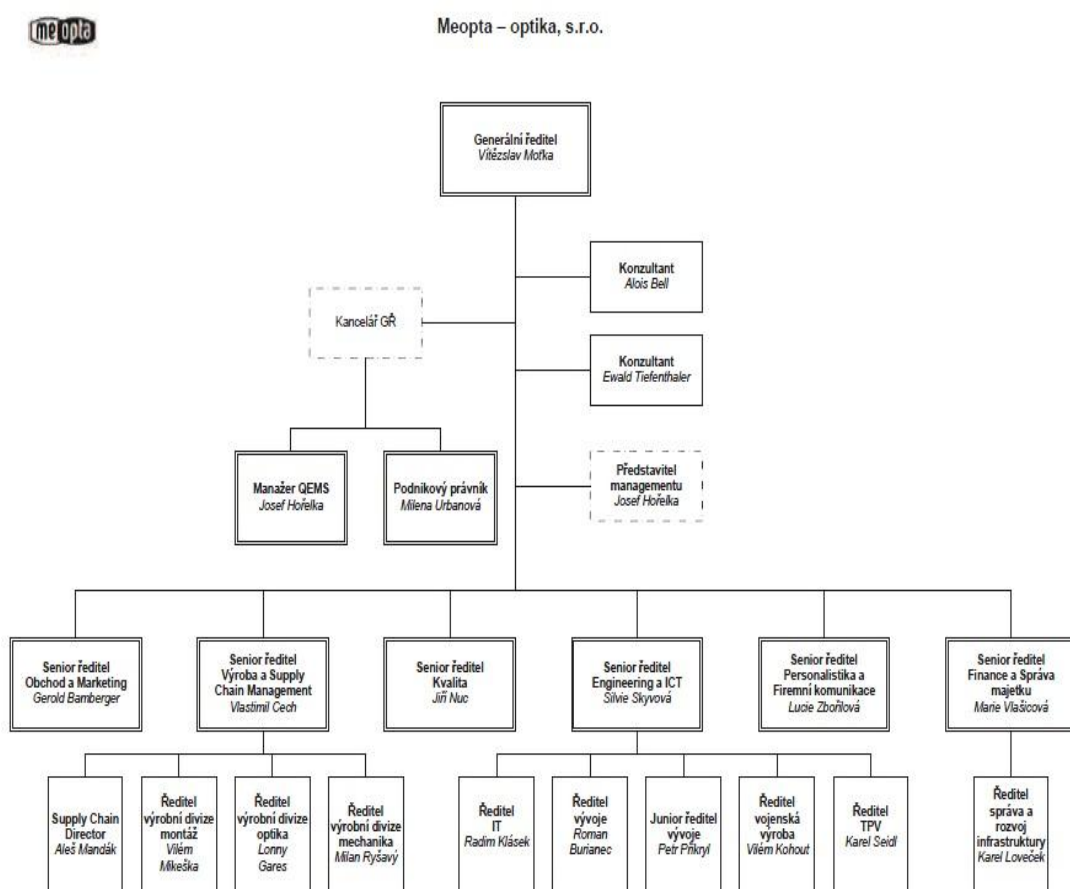 meopta
Meopta – optika, s.r.o.
Generální ředitel
Vítězslav Moťka
Konzultant
Alois Bell
Kancelář GŘ
Konzultant
Ewald Tiefenthaler
Manažer QEMS
Josef Hořelka
Podnikový právník
Milena Urbanová
Představitel
managementu
Josef Hořelka
Senior ředitel
Obchod a Marketing
Gerold Bamberger
Senior ředitel
Výroba a Supply
Chain Management
Vlastimil Cech
Senior ředitel
Kvalita
Jiří Nuc
Senior ředitel
Engineering a ICT
Silvie Skyvová
Senior ředitel
Personalistika a
Firemní komunikace
Lucie Zbořilová
Senior ředitel
Finance a Správa
majetku
Marie Vlašicová
Supply Chain
Director
Aleš Mandák
Ředitel
výrobní divize
montáž
Vilém
Mikeška
Ředitel
výrobní divize
optika
Lonny
Gares
Ředitel
výrobní divize
mechanika
Milan Ryšavý
Ředitel
IT
Radim Klásek
Ředitel
vývoje
Roman
Burianec
Junior ředitel
vývoje
Petr Přikryl
Ředitel
vojenská
výroba
Vilém Kohout
Ředitel
TPV
Karel Seidl
Ředitel
správa a
rozvoj
infrastruktury
Karel Loveček